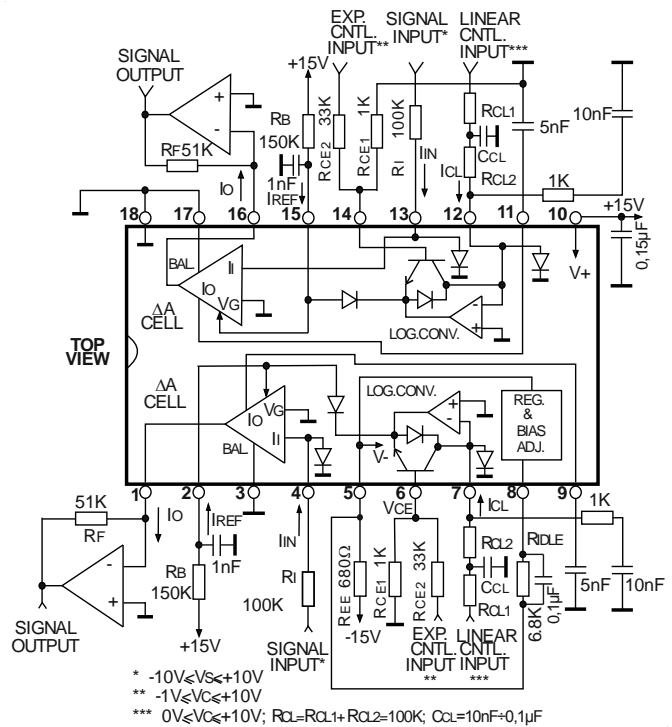 EXP.
CNTL.
INPUT**
SIGNAL
INPUT*
LINEAR
CNTL.
INPUT***
SIGNAL
OUTPUT
+15V
+
-
RF51K
IO
RB
150K
1nF
IREF
RCE2 33K
RCE1 1K
RI 100K
IIN
RCL1
CCL
RCL2
ICL
1K
5nF
10nF
+15V
0,15µF
18
17
16
15
14
13
12
11
10
BAL.
II
IO
VG
ΔA
CELL
LOG.CONV.
-
+
V+
TOP
VIEW
ΔA
CELL
IO
VG
II
BAL.
LOG.CONV.
+
-
V-
REG.
&
BIAS
ADJ.
1
2
3
4
5
6
7
8
9
51K
RF
IO
-
+
SIGNAL
OUTPUT
IREF
1nF
RB
150K
+15V
IIN
RI
100K
SIGNAL
INPUT*
REE 680Ω
-15V
VCE
RCE1 1K
RCE2 33K
EXP.
CNTL.
INPUT
**
ICL
RCL2
CCL
RCL1
LINEAR
CNTL.
INPUT
***
RIDLE
6.8K
0,1µF
1K
5nF
10nF
* -10V⩽VS⩽+10V
** -1V⩽VC⩽+10V
*** 0V⩽VC⩽+10V; RCL=RCL1+RCL2=100K; CCL=10nF÷0,1µF